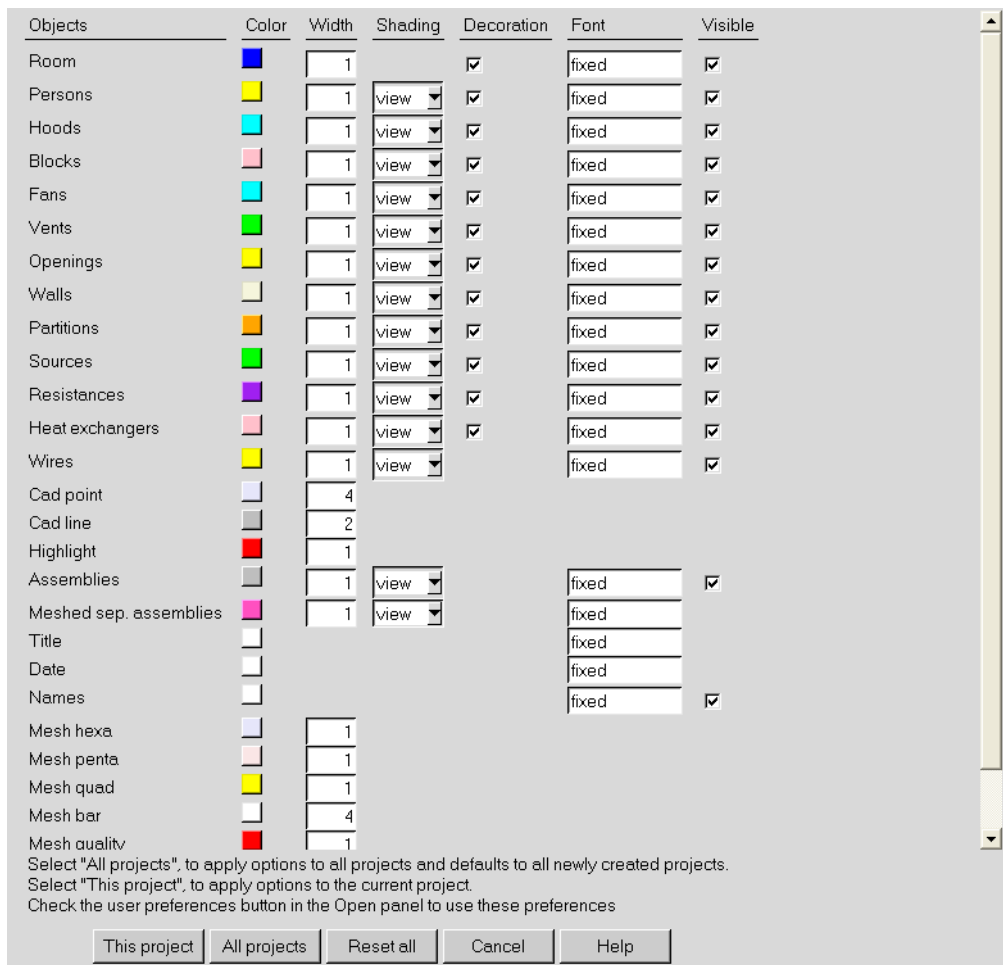 Objects Color Width Shading Decoration Font Visible
Room 1 fixed
Persons 1 view fixed
Hoods 1 view fixed
Blocks 1 view fixed
Fans 1 view fixed
Vents 1 view fixed
Openings 1 view fixed
Walls 1 view fixed
Partitions 1 view fixed
Sources 1 view fixed
Resistances 1 view fixed
Heat exchangers 1 view fixed
Wires 1 view fixed
Cad point 4
Cad line 2
Highlight 1
Assemblies 1 view fixed
Meshed sep. assemblies 1 view fixed
Title fixed
Date fixed
Names fixed
Mesh hexa 1
Mesh penta 1
Mesh quad 1
Mesh bar 4
Mesh quality 1
Select "All projects", to apply options to all projects and defaults to all newly created projects.
Select "This project", to apply options to the current project.
Check the user preferences button in the Open panel to use these preferences
This project All projects Reset all Cancel Help